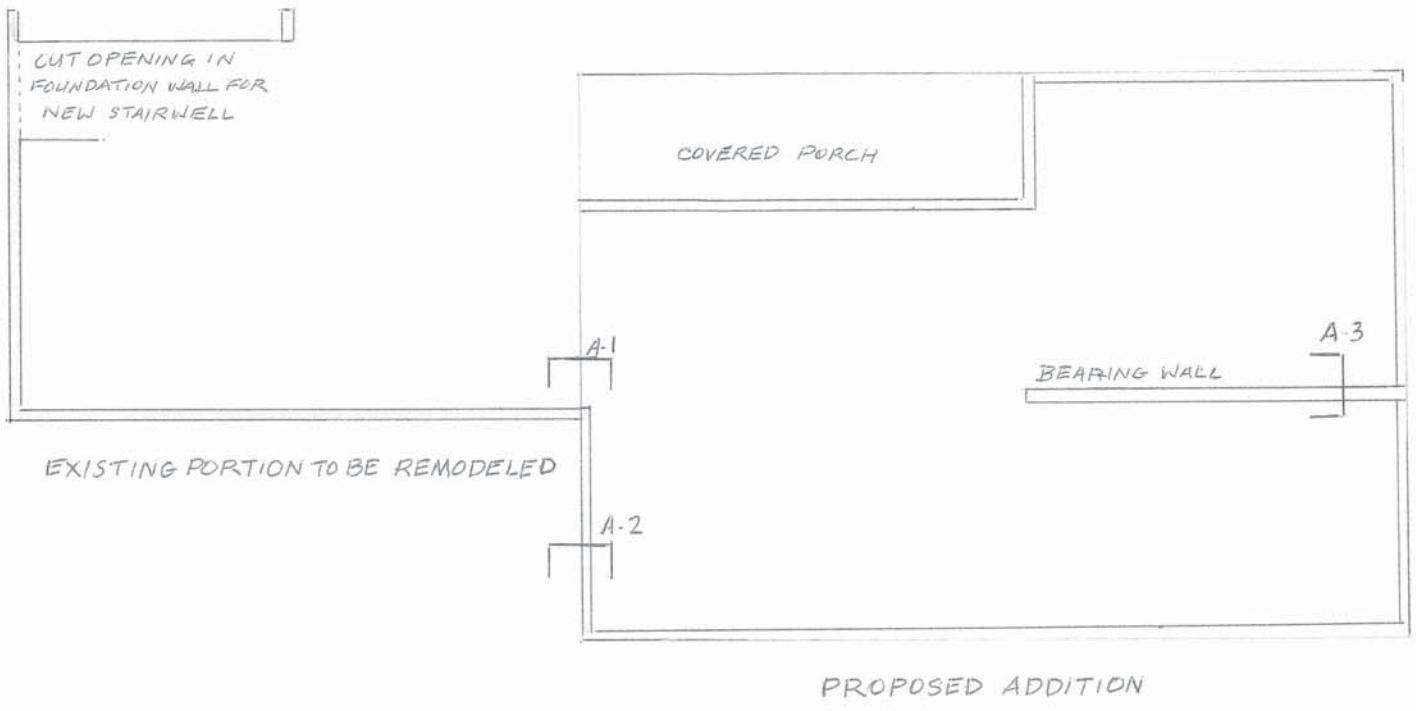 CUT OPENING IN
FOUNDATION WALL FOR
NEW STAIRWELL
COVERED PORCH
A-1
A-3
BEARING WALL
EXISTING PORTION TO BE REMODELED
A-2
PROPOSED ADDITION